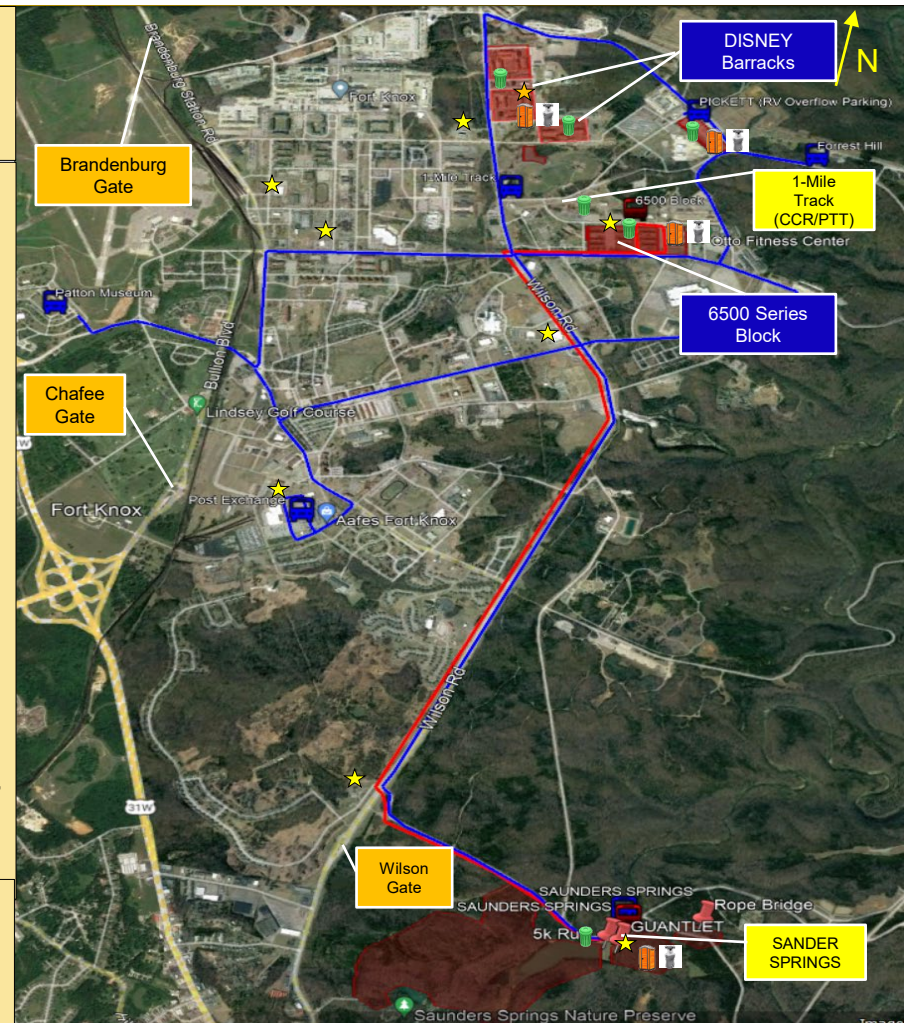 DISNEY
Barracks
N
Brandenburg Station Rd
Fort Knox
PICKETT (RV Overflow Parking)
Brandenburg
Gate
Forrest Hill
1-Mile Track
1-Mile
Track
(CCR/PTT)
6500 Block
Otto Fitness Center
Patton Museum
Wilson Rd
6500 Series
Block
Bullion Blvd
Chafee
Gate
Lindsey Golf Course
Post Exchange
Fort Knox
Aafes Fort Knox
Wilson Rd
31W
Wilson
Gate
SAUNDERS SPRINGS
SAUNDERS SPRINGS
Rope Bridge
GUANTLET
5k Ru
SANDER
SPRINGS
Saunders Springs Nature Preserve